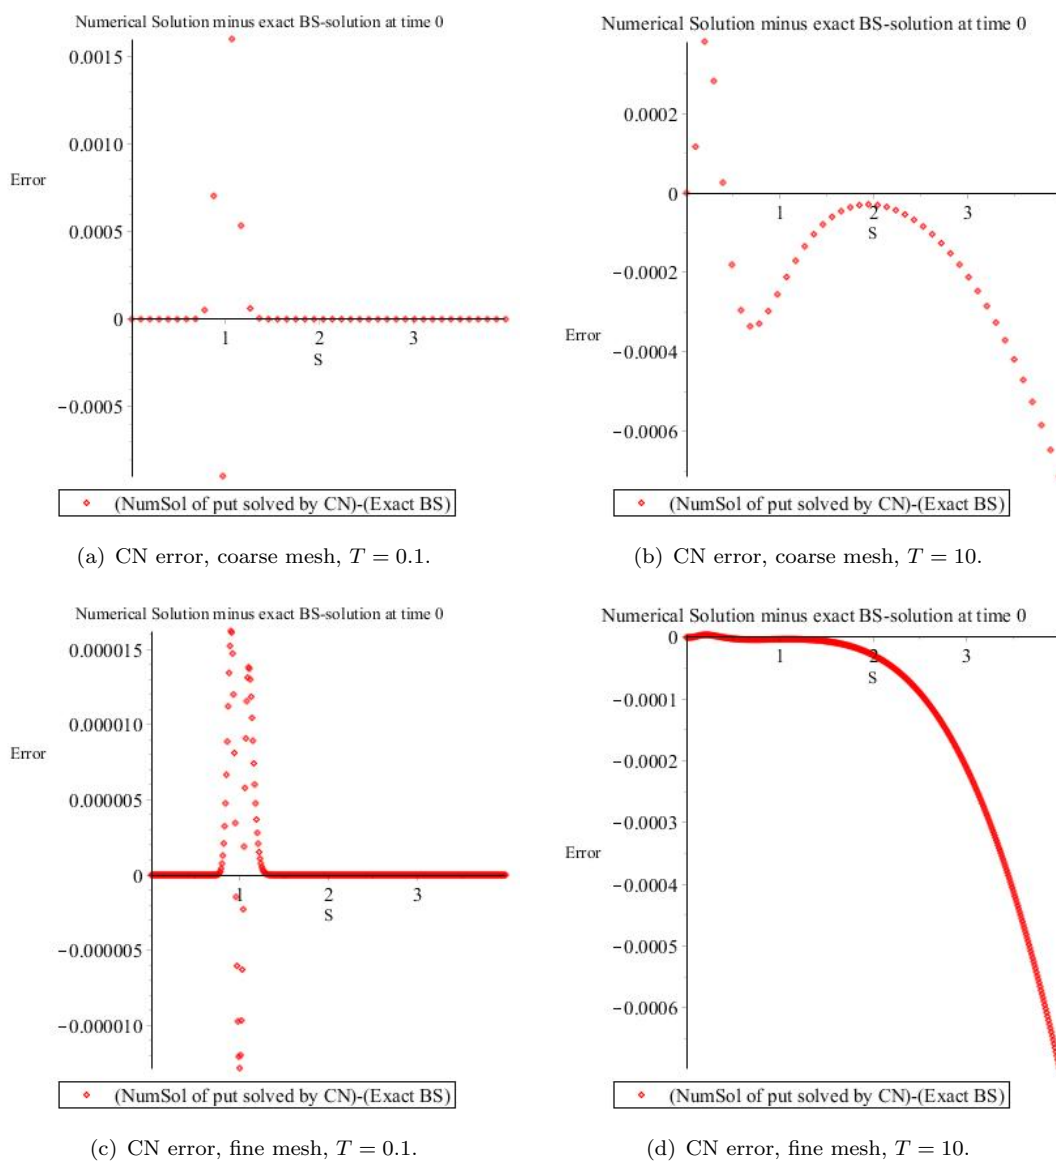 Numerical Solution minus exact BS-solution at time 0
0.0015
0.0010
Error
0.0005
0
1
2
3
S
−0.0005
(NumSol of put solved by CN)-(Exact BS)
(a) CN error, coarse mesh, T = 0.1.
Numerical Solution minus exact BS-solution at time 0
0.0002
0
1
2
3
S
−0.0002
Error
−0.0004
−0.0006
(NumSol of put solved by CN)-(Exact BS)
(b) CN error, coarse mesh, T = 10.
Numerical Solution minus exact BS-solution at time 0
0.000015
0.000010
Error
0.000005
0
1
2
3
S
−0.000005
−0.000010
(NumSol of put solved by CN)-(Exact BS)
(c) CN error, fine mesh, T = 0.1.
Numerical Solution minus exact BS-solution at time 0
0
1
2
3
S
−0.0001
−0.0002
−0.0003
Error
−0.0004
−0.0005
−0.0006
(NumSol of put solved by CN)-(Exact BS)
(d) CN error, fine mesh, T = 10.